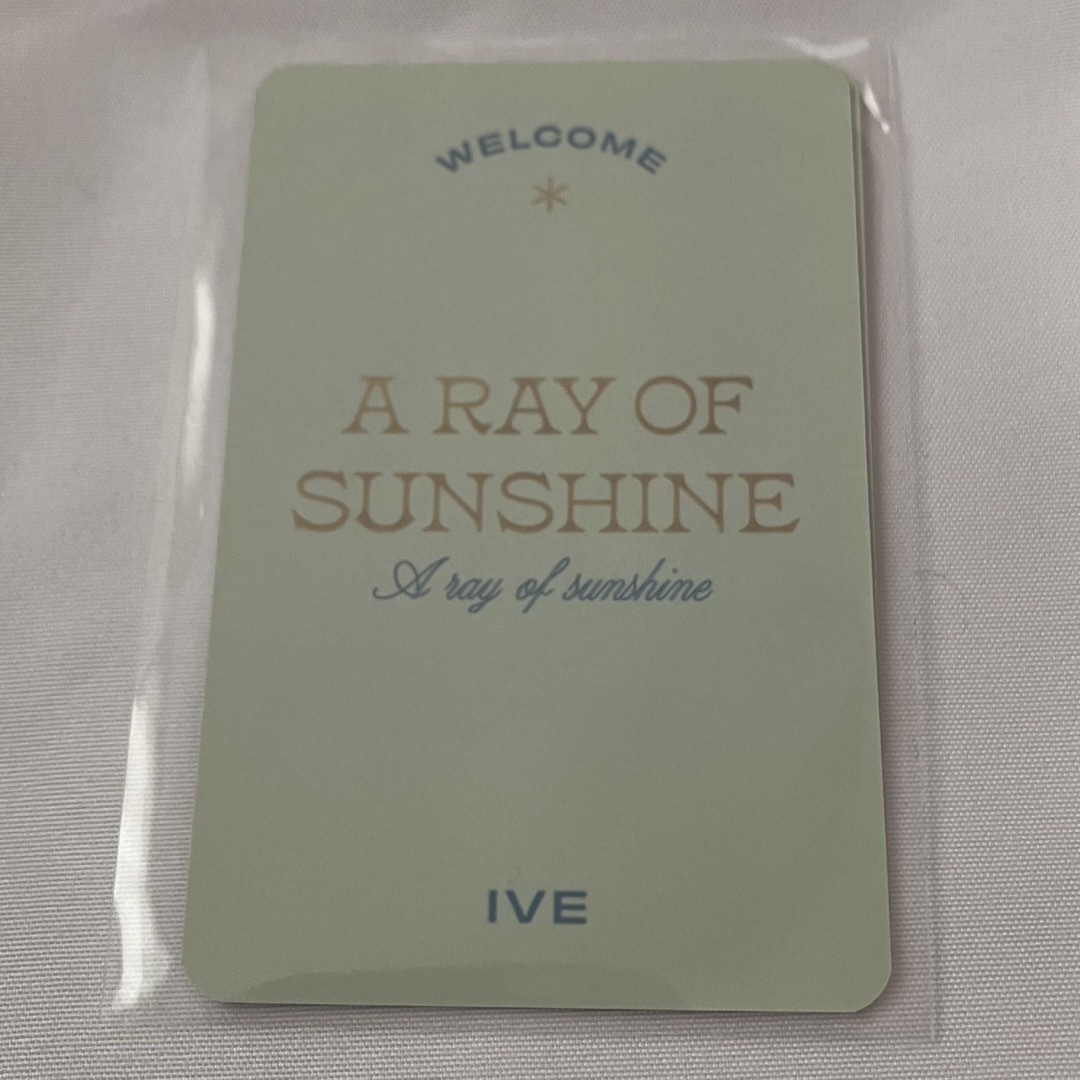 WELCOME
A RAY OF
SUNSHINE
A ray of sunshine
IVE